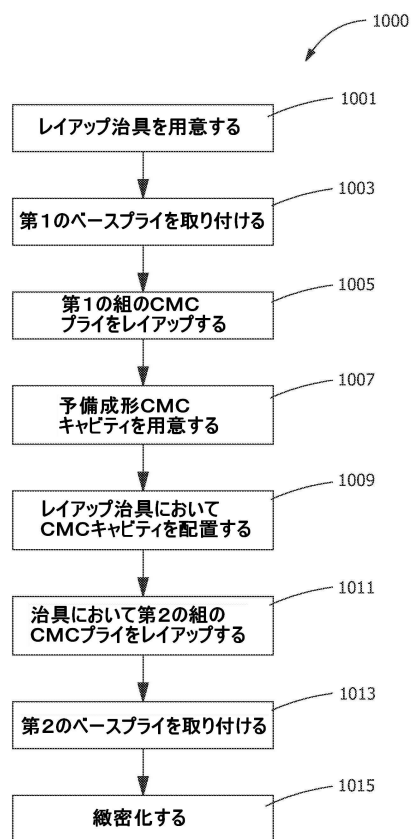 1000
1001
レイアップ治具を用意する
1003
第1のベースプライを取り付ける
1005
第1の組のCMC
プライをレイアップする
1007
予備成形CMC
キャビティを用意する
1009
レイアップ治具において
CMCキャビティを配置する
1011
治具において第2の組の
CMCプライをレイアップする
1013
第2のベースプライを取り付ける
1015
緻密化する